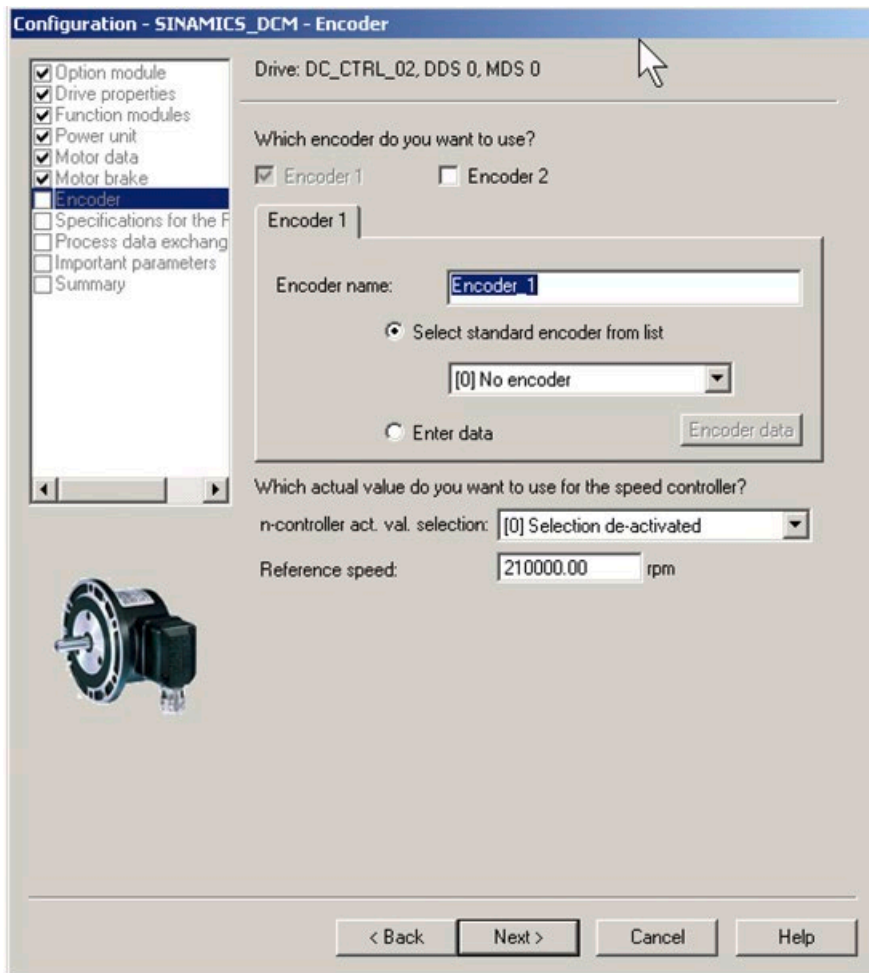 Configuration - SINAMICS_DCM - Encoder
Option module
Drive properties
Function modules
Power unit
Motor data
Motor brake
Encoder
Specifications for the F
Process data exchang
Important parameters
Summary
Drive: DC_CTRL_02, DDS 0, MDS 0
Which encoder do you want to use?
Encoder 1 Encoder 2
Encoder 1
Encoder name: Encoder_1
Select standard encoder from list
[0] No encoder
Enter data Encoder data
Which actual value do you want to use for the speed controller?
n-controller act. val. selection: [0] Selection de-activated
Reference speed: 210000.00 rpm
< Back Next > Cancel Help